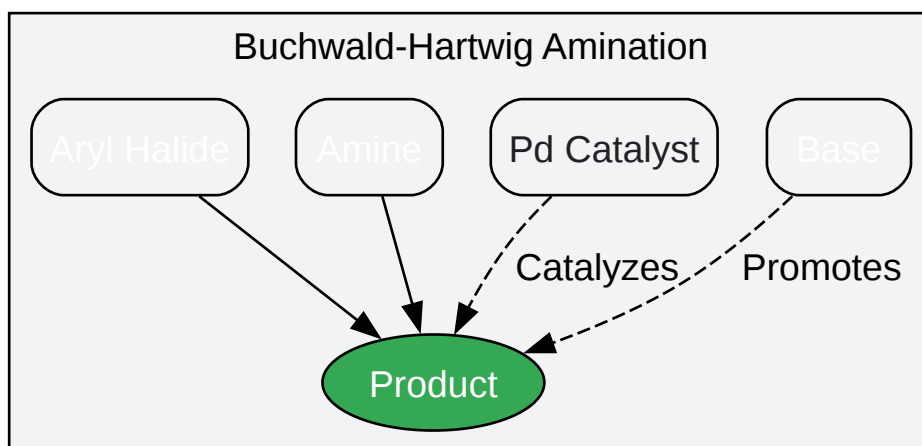 Buchwald-Hartwig Amination
Aryl Halide
Amine
Pd Catalyst
Base
Catalyzes
Promotes
Product